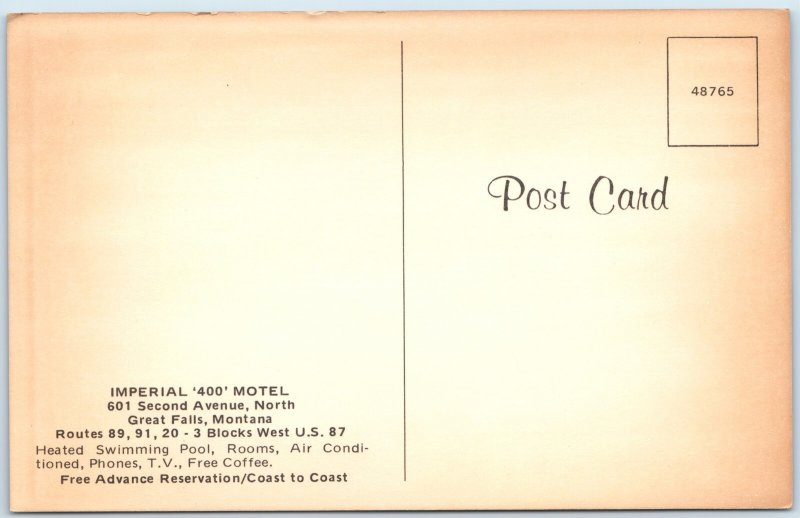 48765
Post Card
IMPERIAL '400' MOTEL
601 Second Avenue, North
Great Falls, Montana
Routes 89, 91, 20 - 3 Blocks West U.S. 87
Heated Swimming Pool, Rooms, Air Condi-
tioned, Phones, T.V., Free Coffee.
Free Advance Reservation/Coast to Coast